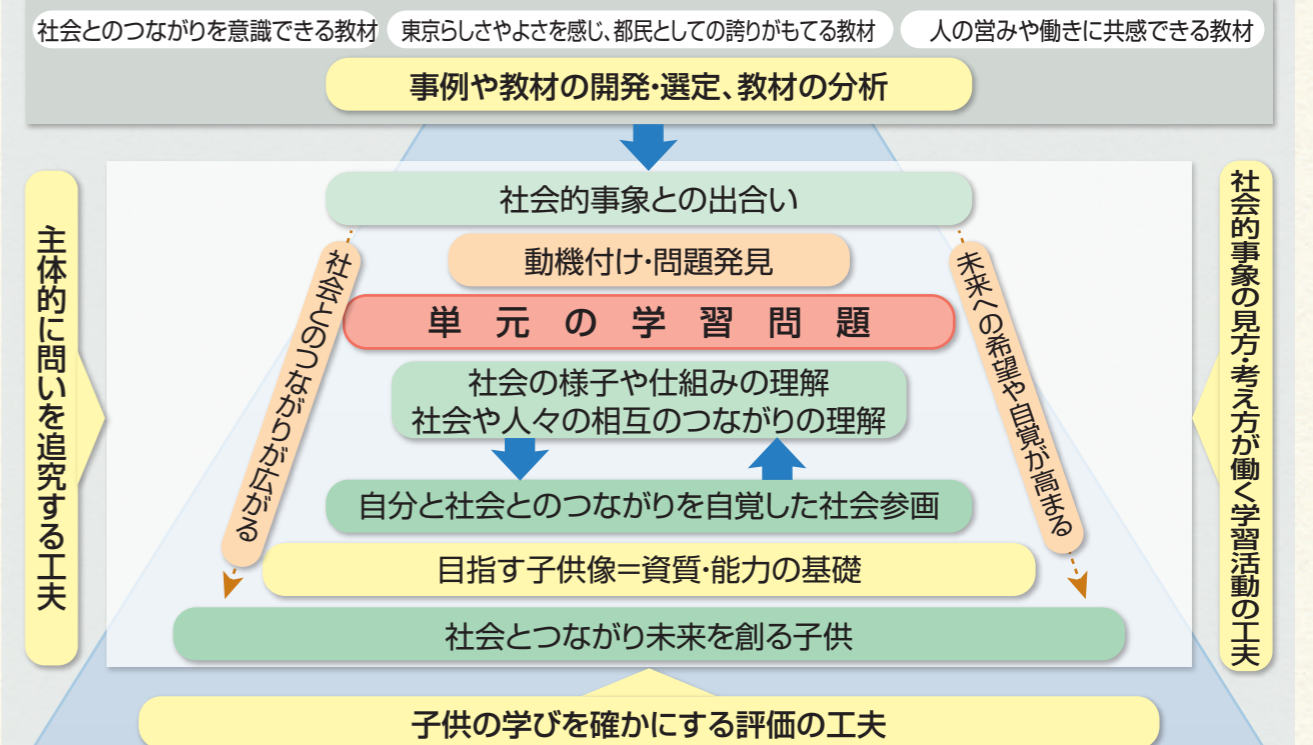 社会とのつながりを意識できる教材
東京らしさやよさを感じ、都民としての誇りがもてる教材
人の営みや働きに共感できる教材
事例や教材の開発・選定、教材の分析
主体的に問いを追究する工夫
社会的事象との出合い
動機付け・問題発見
単元の学習問題
社会の様子や仕組みの理解
社会や人々の相互のつながりの理解
自分と社会とのつながりを自覚した社会参画
社会とのつながりが広がる
未来への希望や自覚が高まる
目指す子供像＝資質・能力の基礎
社会とつながり未来を創る子供
社会的事象の見方・考え方が働く学習活動の工夫
子供の学びを確かにする評価の工夫